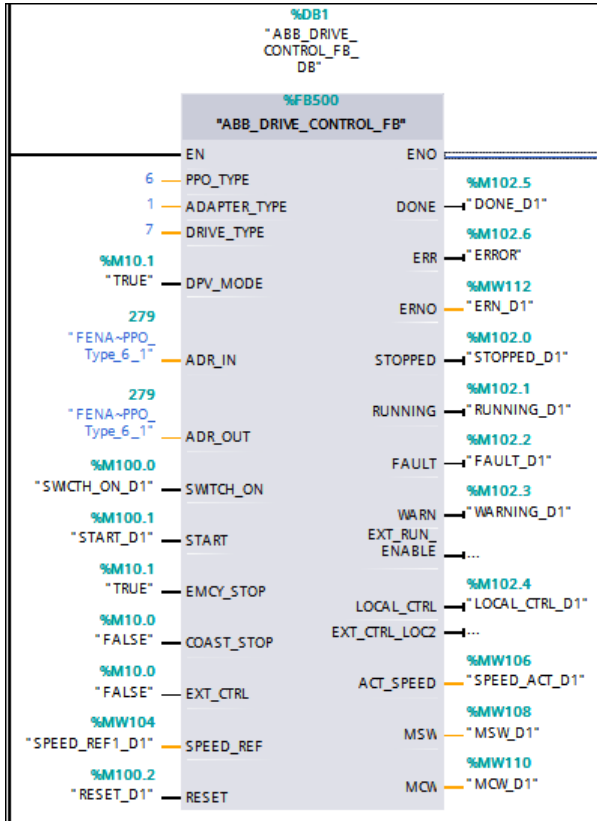 %DB1
"ABB_DRIVE_
CONTROL_FB_
DB"
%FB500
"ABB_DRIVE_CONTROL_FB"
EN ENO
6 PPO_TYPE
%M102.5
1 ADAPTER_TYPE DONE "DONE_D1"
7 DRIVE_TYPE
%M102.6
ERR "ERROR"
%M10.1
"TRUE" DPV_MODE
%MW112
ERNO "ERN_D1"
279
"FENA~PPO_
Type_6_1" ADR_IN
%M102.0
STOPPED "STOPPED_D1"
279
"FENA~PPO_
Type_6_1" ADR_OUT
%M102.1
RUNNING "RUNNING_D1"
%M102.2
FAULT "FAULT_D1"
%M100.0
"SWICTH_ON_D1" SWITCH_ON
%M102.3
WARN "WARNING_D1"
%M100.1
"START_D1" START
EXT_RUN_
ENABLE ...
%M10.1
"TRUE" EMCY_STOP
%M102.4
LOCAL_CTRL "LOCAL_CTRL_D1"
%M10.0
"FALSE" COAST_STOP
EXT_CTRL_LOC2 ...
%M10.0
"FALSE" EXT_CTRL
%MW106
ACT_SPEED "SPEED_ACT_D1"
%MW104
"SPEED_REF1_D1" SPEED_REF
%MW108
MSW "MSW_D1"
%M100.2
"RESET_D1" RESET
%MW110
MCW "MCW_D1"